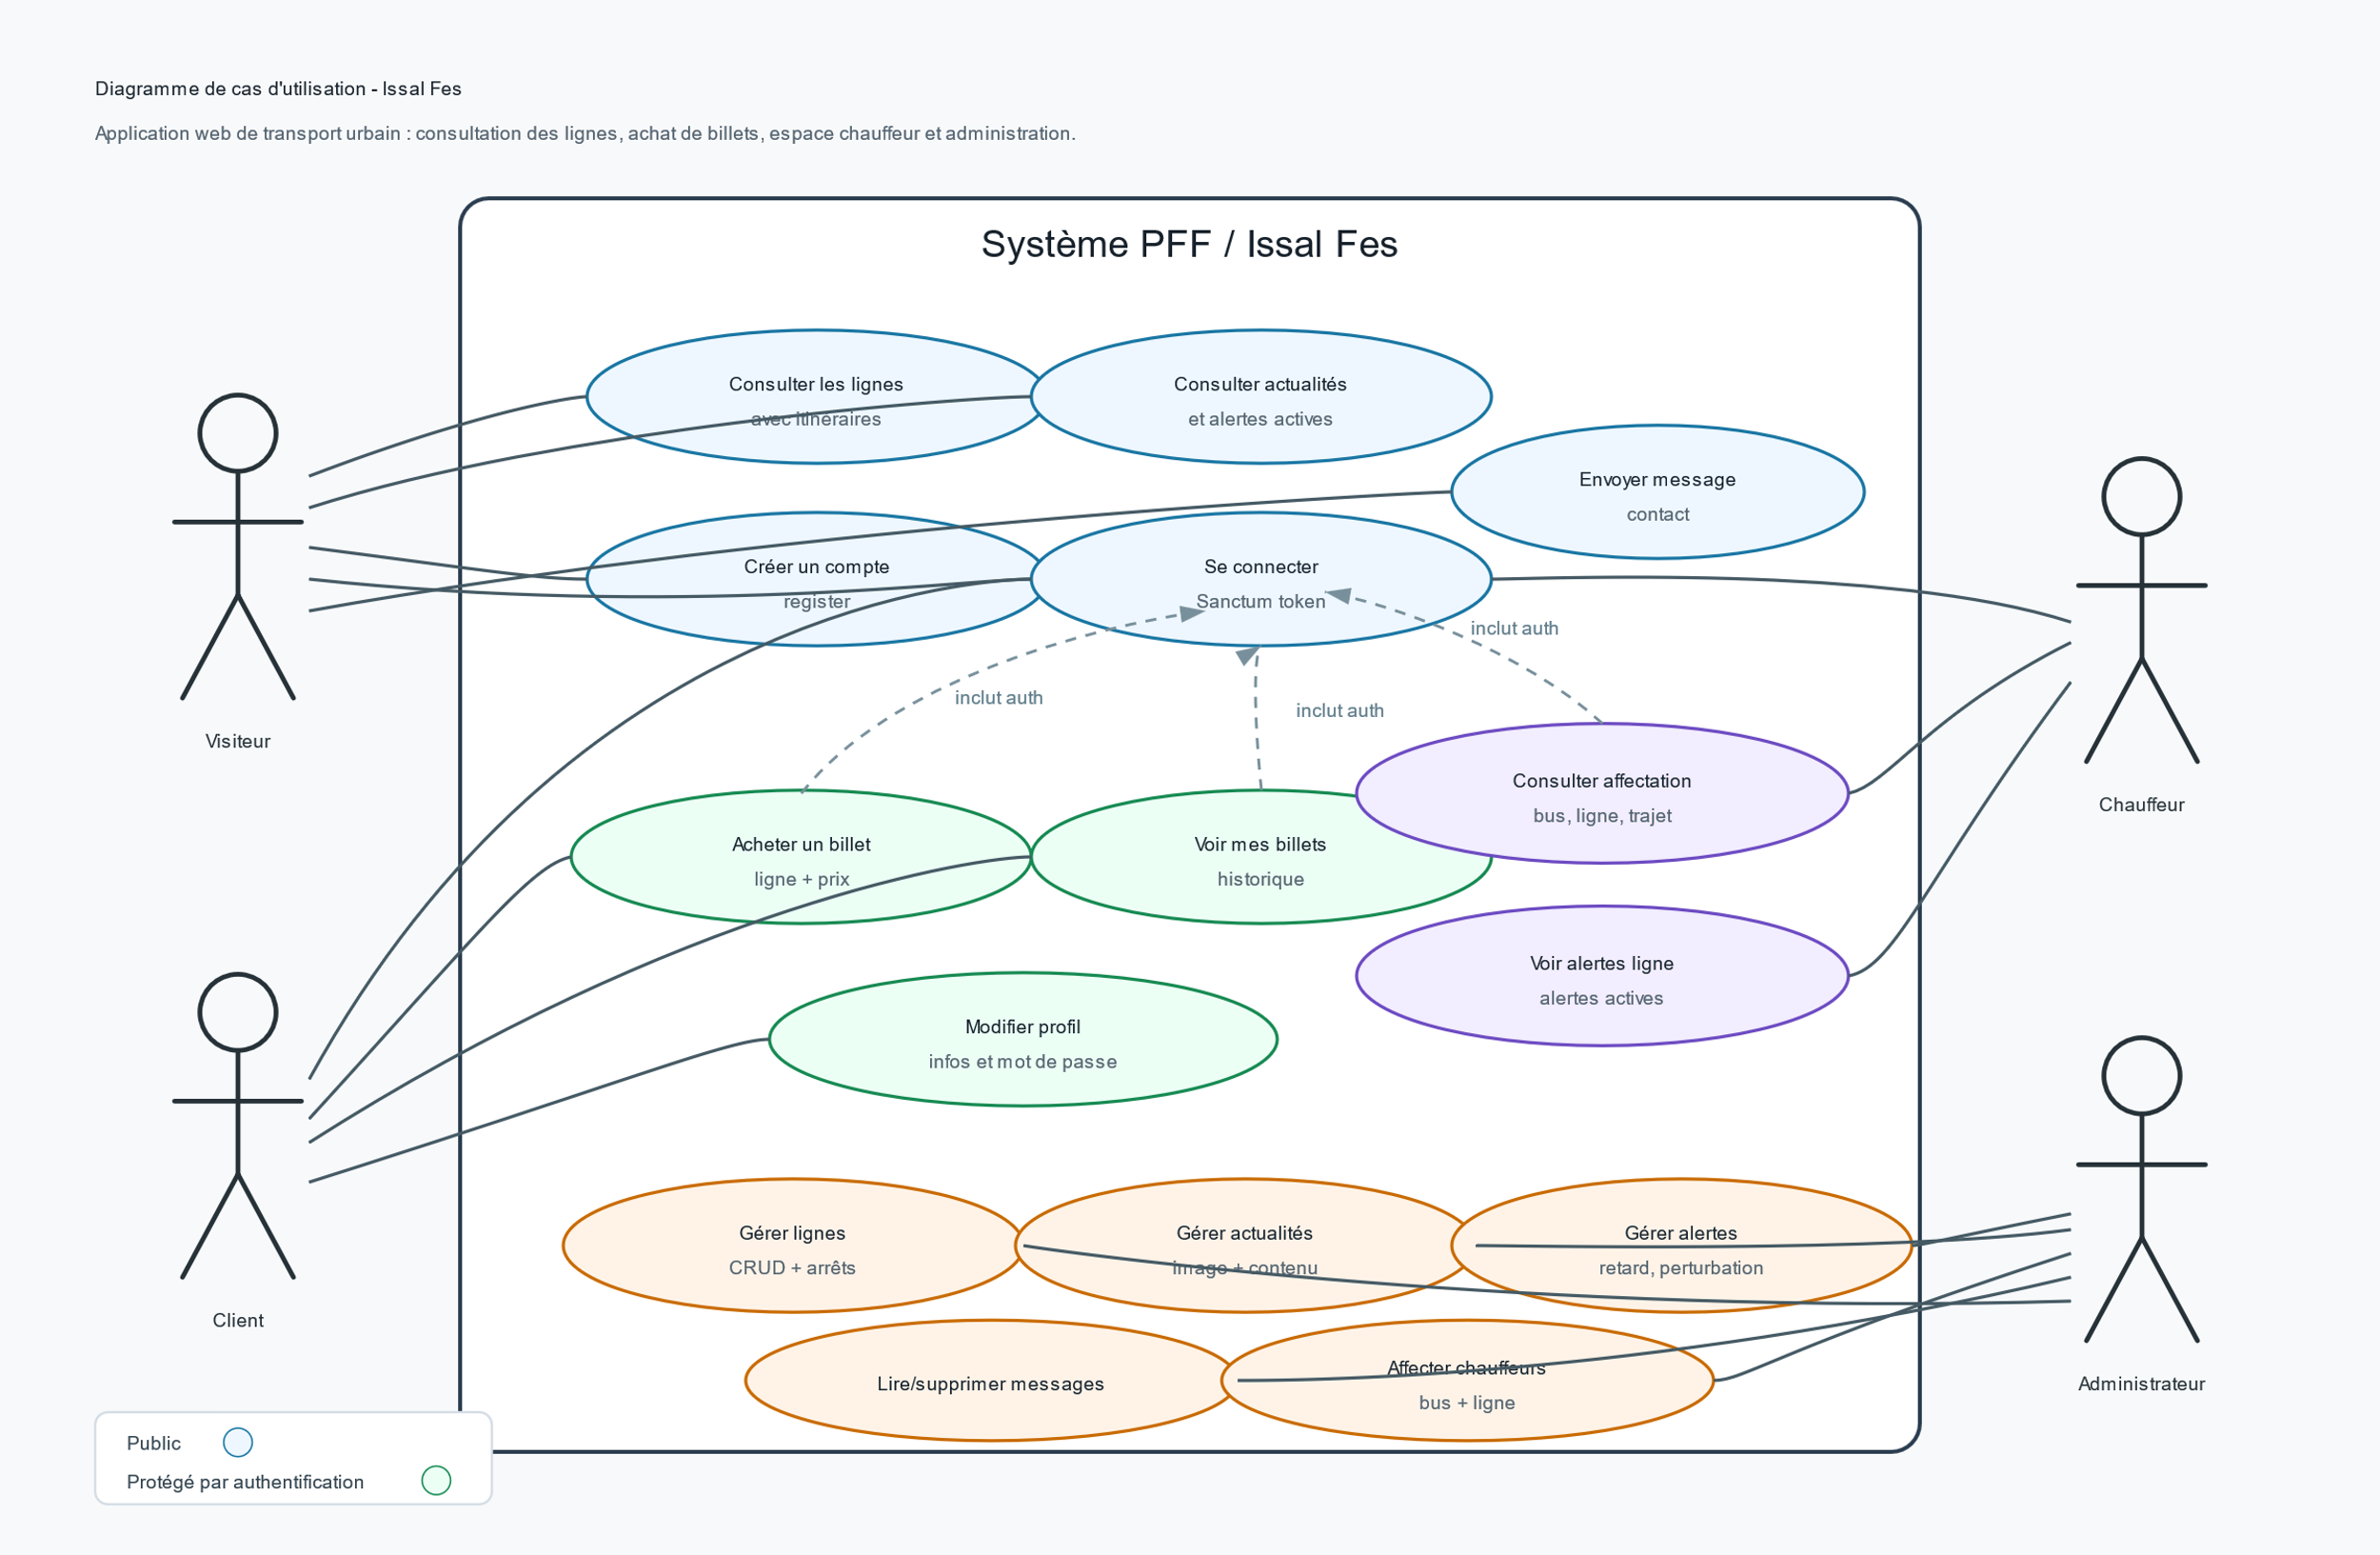 Diagramme de cas d'utilisation - Issal Fes
Application web de transport urbain : consultation des lignes, achat de billets, espace chauffeur et administration.
Système PFF / Issal Fes
Consulter les lignes
avec itinéraires
Consulter actualités
et alertes actives
Envoyer message
contact
Créer un compte
register
Se connecter
Sanctum token
inclut auth
inclut auth
inclut auth
Visiteur
Chauffeur
Consulter affectation
bus, ligne, trajet
Acheter un billet
ligne + prix
Voir mes billets
historique
Voir alertes ligne
alertes actives
Modifier profil
infos et mot de passe
Gérer lignes
CRUD + arrêts
Gérer actualités
image + contenu
Gérer alertes
retard, perturbation
Client
Lire/supprimer messages
Affecter chauffeurs
bus + ligne
Administrateur
Public
Protégé par authentification